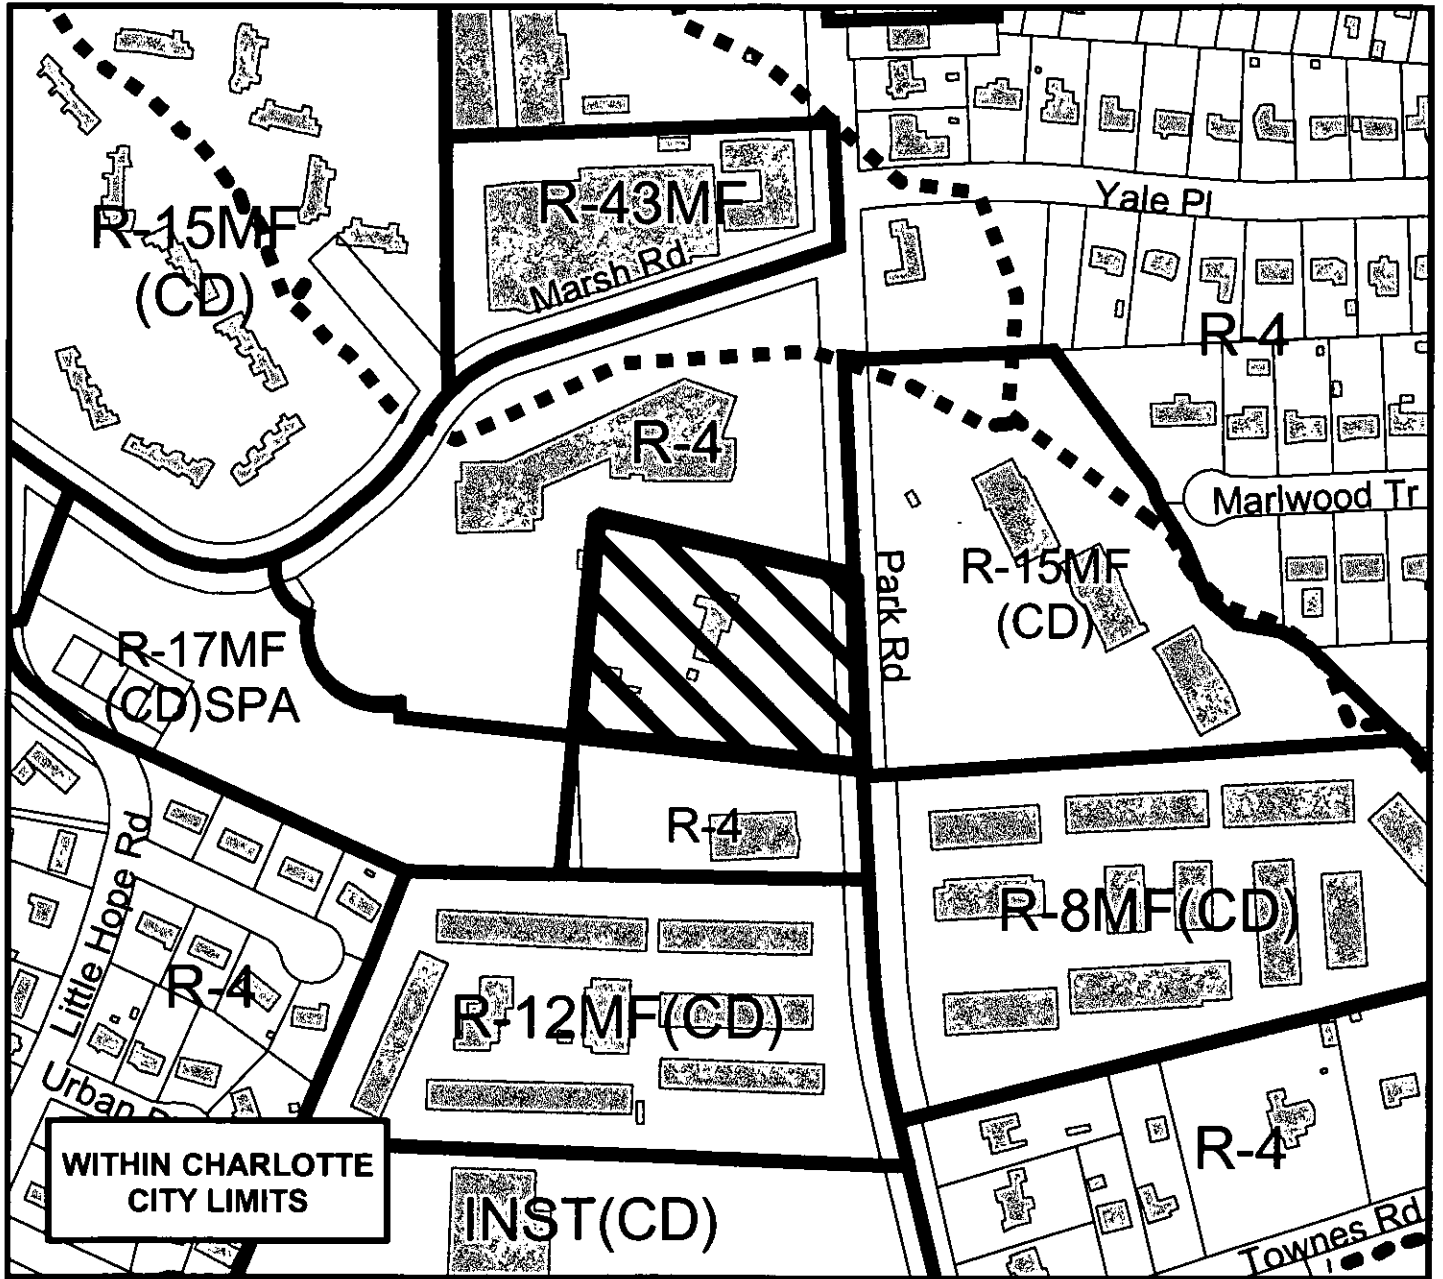 R-15MF
(CD)
R-43MF
Marsh Rd
Yale Pl
R-4
R-4
Marlwood Tr
Park Rd
R-15MF
(CD)
R-17MF
(CD)SPA
Little Hope Rd
R-4
R-4
R-8MF(CD)
R-12MF(CD)
Urban
WITHIN CHARLOTTE
CITY LIMITS
INST(CD)
R-4
Townes Rd